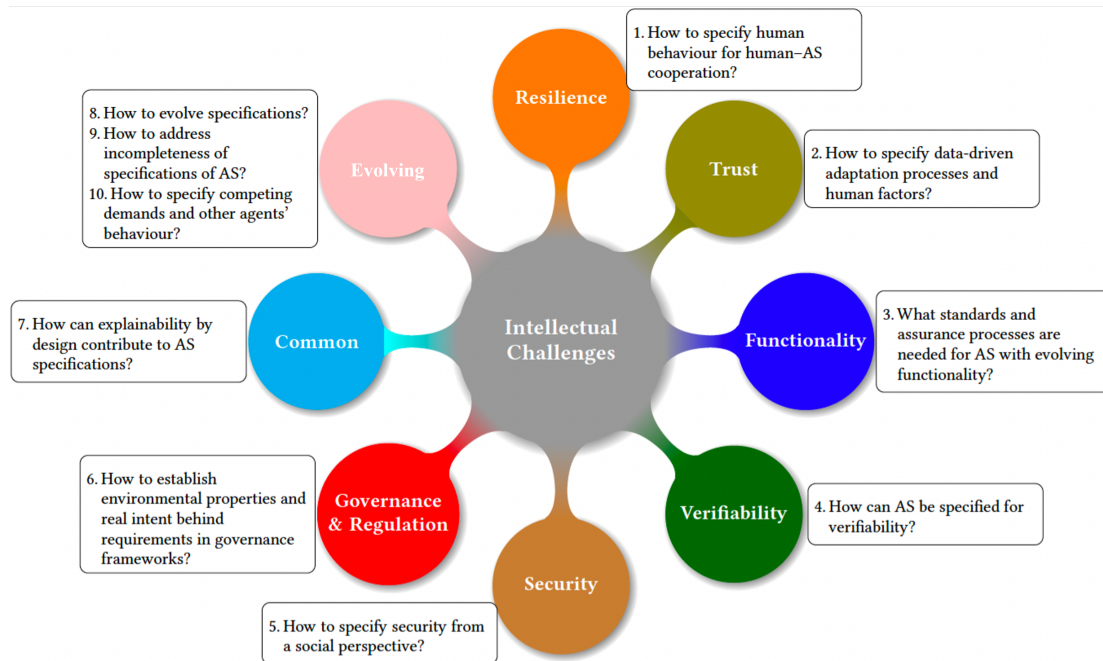 Resilience
1. How to specify human
behaviour for human–AS
cooperation?
Trust
2. How to specify data-driven
adaptation processes and
human factors?
Functionality
3. What standards and
assurance processes are
needed for AS with evolving
functionality?
Verifiability
4. How can AS be specified for
verifiability?
Security
5. How to specify security from
a social perspective?
Governance
& Regulation
6. How to establish
environmental properties and
real intent behind
requirements in governance
frameworks?
Common
7. How can explainability by
design contribute to AS
specifications?
Evolving
8. How to evolve specifications?
9. How to address
incompleteness of
specifications of AS?
10. How to specify competing
demands and other agents’
behaviour?
Intellectual
Challenges